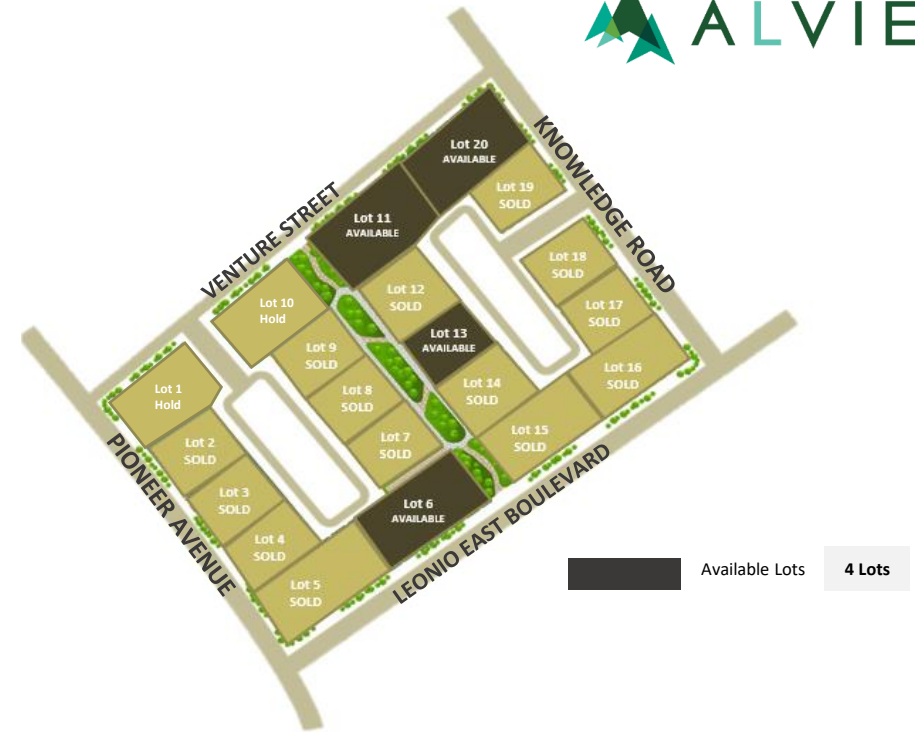 ALVIE
KNOWLEDGE ROAD
VENTURE STREET
Lot 20
AVAILABLE
Lot 19
SOLD
Lot 11
AVAILABLE
Lot 18
SOLD
Lot 12
SOLD
Lot 10
Hold
Lot 17
SOLD
Lot 13
AVAILABLE
Lot 9
SOLD
Lot 16
SOLD
Lot 1
Hold
Lot 8
SOLD
Lot 14
SOLD
Lot 15
SOLD
Lot 7
SOLD
Lot 2
SOLD
Lot 3
SOLD
Lot 6
AVAILABLE
Lot 4
SOLD
Lot 5
SOLD
PIONEER AVENUE
LEONIO EAST BOULEVARD
Available Lots 4 Lots